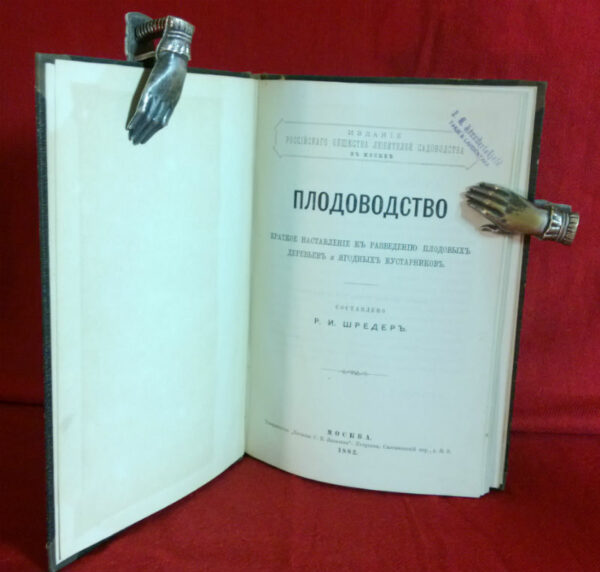 ИЗДАНІЕ
РОССІЙСКАГО ОБЩЕСТВА ЛЮБИТЕЛЕЙ САДОВОДСТВА
ВЪ МОСКВѢ
ПЛОДОВОДСТВО
КРАТКОЕ НАСТАВЛЕНІЕ КЪ РАЗВЕДЕНІЮ ПЛОДОВЫХЪ
ДЕРЕВЬЕВЪ и ЯГОДНЫХЪ КУСТАРНИКОВЪ.
СОСТАВЛЕНО
Р. И. ШРЕДЕРЪ.
МОСКВА.
1882.